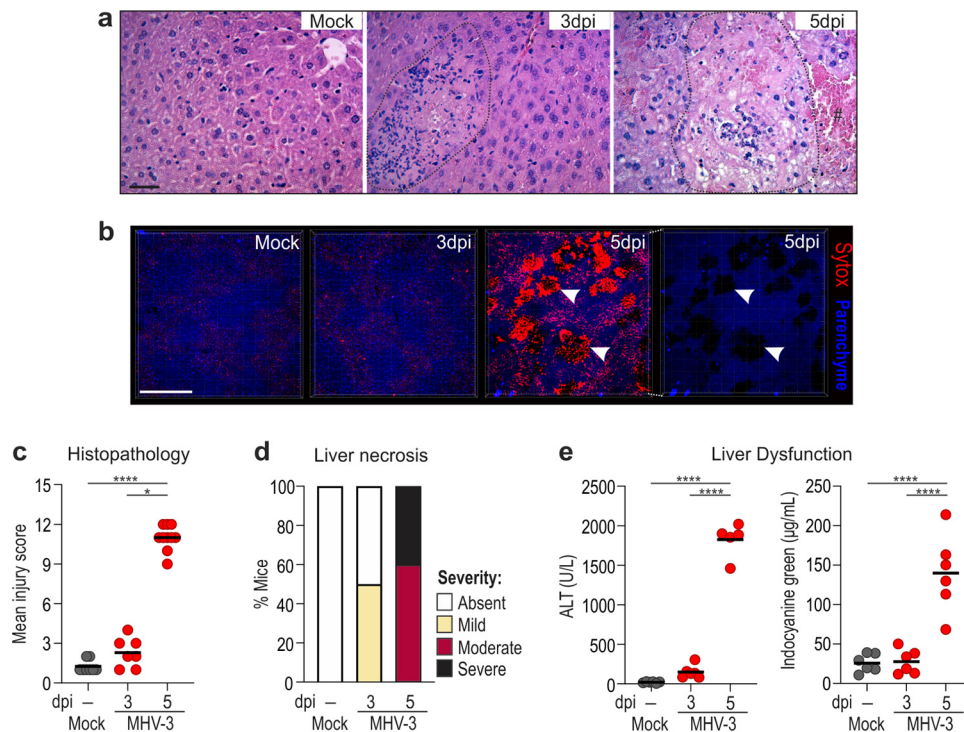 a
Mock
3dpi
5dpi
#
b
Mock
3dpi
5dpi
5dpi
Sytox
Parenchyme
c
Histopathology
Mean injury score
15
12
9
6
3
0
****
*
dpi – 3 5
Mock MHV-3
d
Liver necrosis
% Mice
100
80
60
40
20
0
dpi – 3 5
Mock MHV-3
Severity:
Absent
Mild
Moderate
Severe
e
Liver Dysfunction
ALT (U/L)
2500
2000
1500
1000
500
0
****
****
dpi – 3 5
Mock MHV-3
Indocyanine green (µg/mL)
250
200
150
100
50
0
****
****
– 3 5
Mock MHV-3